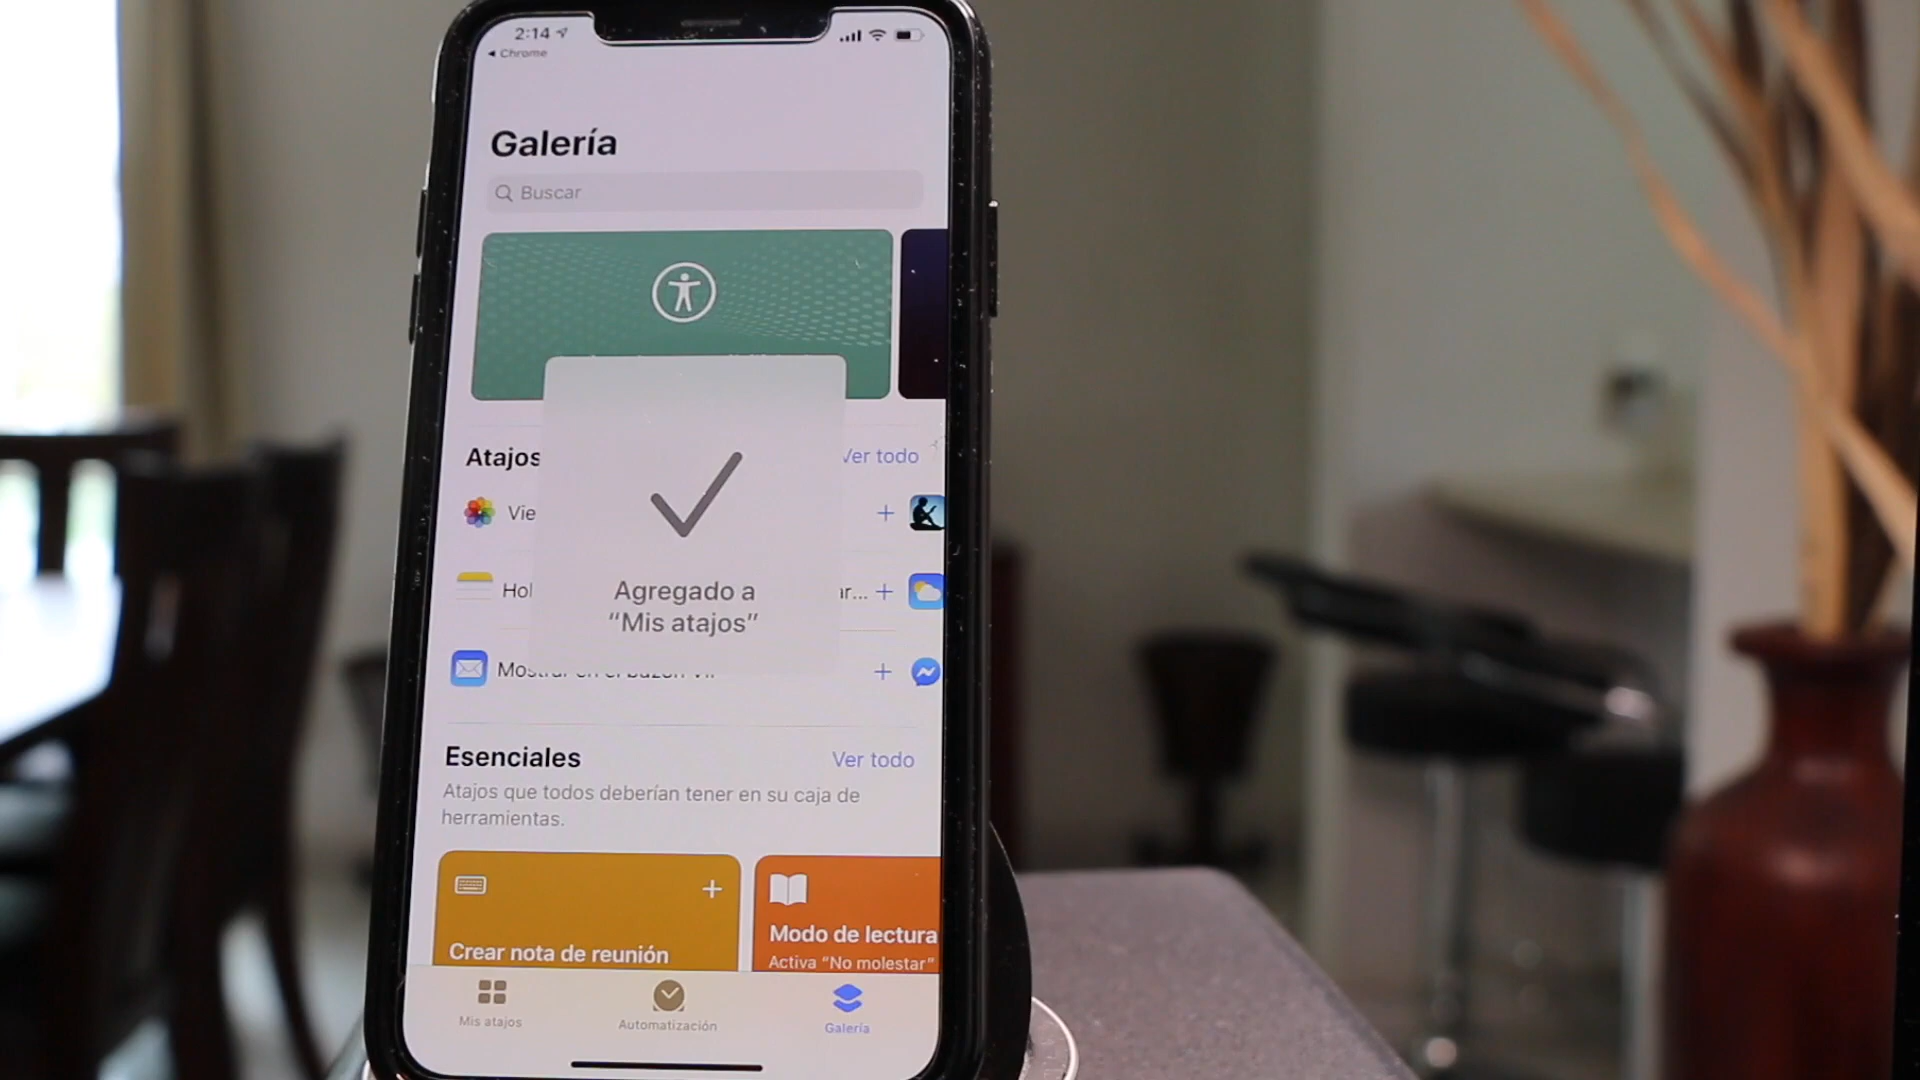 2:14
Chrome
Galería
Buscar
Atajos
Ver todo
Vie
Hol
ar...
Agregado a
“Mis atajos”
Mostrar en el buzón VIP
Esenciales
Ver todo
Atajos que todos deberían tener en su caja de
herramientas.
Crear nota de reunión
Modo de lectura
Activa “No molestar”
Mis atajos
Automatización
Galería